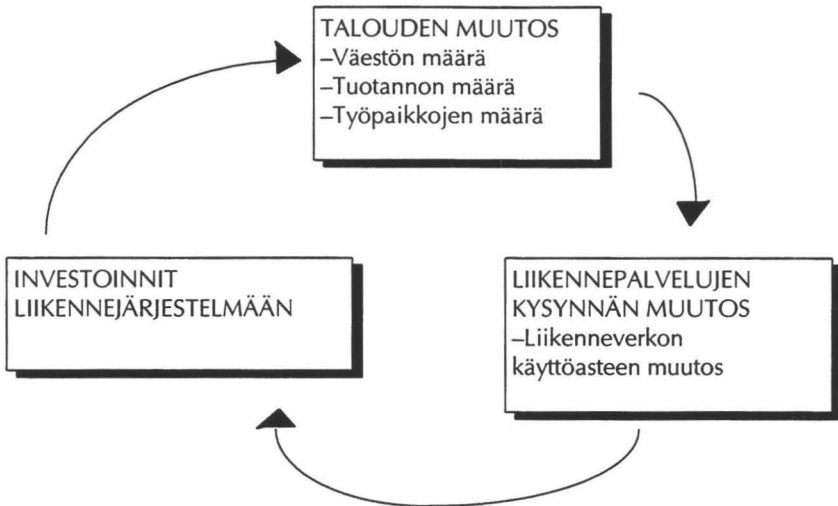 TALOUDEN MUUTOS
–Väestön määrä
–Tuotannon määrä
–Työpaikkojen määrä
INVESTOINNIT
LIIKENNEJÄRJESTELMÄÄN
LIIKENNEPALVELUJEN
KYSYNNÄN MUUTOS
–Liikenneverkon
käyttöasteen muutos